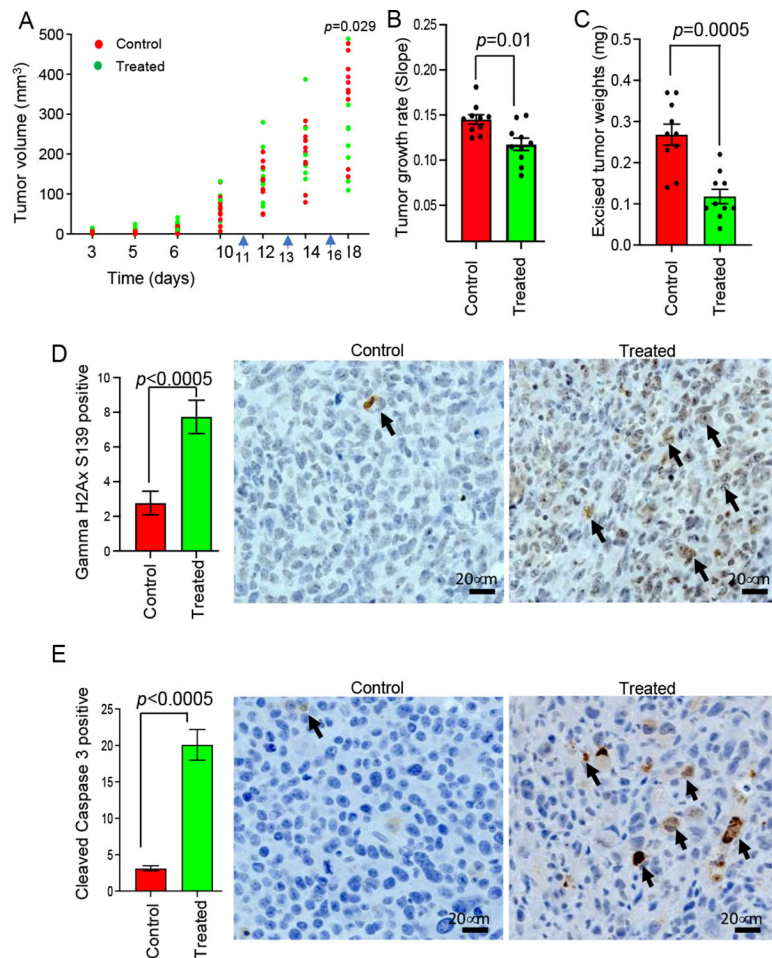 A
p=0.029
Control
Treated
Tumor volume (mm³)
500
400
300
200
100
0
3 5 6 10 11 12 13 14 16 18
Time (days)
B
p=0.01
Tumor growth rate (Slope)
0.20
0.15
0.10
0.05
Control
Treated
C
p=0.0005
Excised tumor weights (mg)
0.5
0.4
0.3
0.2
0.1
0.0
Control
Treated
D
p<0.0005
Gamma H2Ax S139 positive
10
8
6
4
2
0
Control
Treated
Control
20∝m
Treated
20∝m
E
p<0.0005
Cleaved Caspase 3 positive
25
20
15
10
5
0
Control
Treated
Control
20∝m
Treated
20∝m